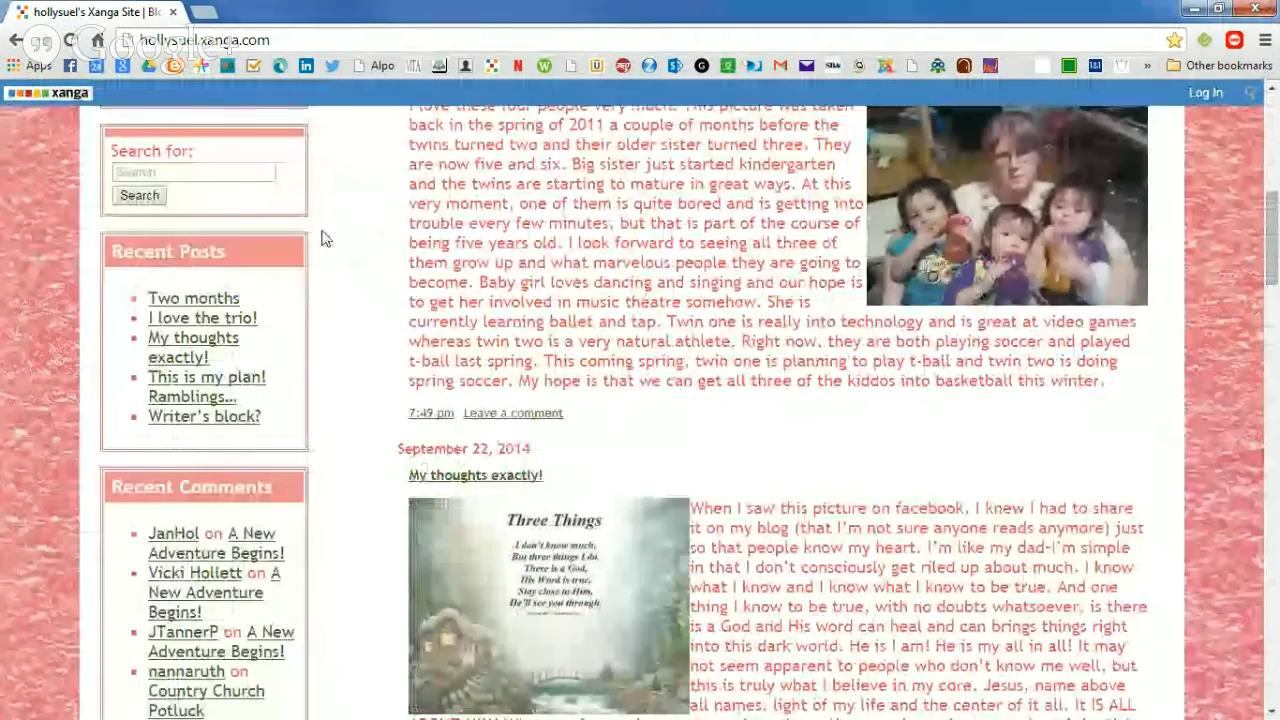 hollysuel's Xanga Site | Bl
Google+
hollysuel.xanga.com
Apps
Alpo
Other bookmarks
xanga
Log In
Search for:
Search
Search
Recent Posts
Two months
I love the trio!
My thoughts
exactly!
This is my plan!
Ramblings…
Writer's block?
Recent Comments
JanHol on A New
Adventure Begins!
Vicki Hollett on A
New Adventure
Begins!
JTannerP on A New
Adventure Begins!
nannaruth on
Country Church
Potluck
I love these four people very much. This picture was taken
back in the spring of 2011 a couple of months before the
twins turned two and their older sister turned three. They
are now five and six. Big sister just started kindergarten
and the twins are starting to mature in great ways. At this
very moment, one of them is quite bored and is getting into
trouble every few minutes, but that is part of the course of
being five years old. I look forward to seeing all three of
them grow up and what marvelous people they are going to
become. Baby girl loves dancing and singing and our hope is
to get her involved in music theatre somehow. She is
currently learning ballet and tap. Twin one is really into technology and is great at video games
whereas twin two is a very natural athlete. Right now, they are both playing soccer and played
t-ball last spring. This coming spring, twin one is planning to play t-ball and twin two is doing
spring soccer. My hope is that we can get all three of the kiddos into basketball this winter.
7:49 pm Leave a comment
September 22, 2014
My thoughts exactly!
Three Things
I don't know much,
But three things I do.
There is a God,
His Word is true,
Stay close to Him,
He'll see you through.
When I saw this picture on facebook, I knew I had to share
it on my blog (that I'm not sure anyone reads anymore) just
so that people know my heart. I'm like my dad-I'm simple
in that I don't consciously get riled up about much. I know
what I know and I know what I know to be true. And one
thing I know to be true, with no doubts whatsoever, is there
is a God and His word can heal and can brings things right
into this dark world. He is I am! He is my all in all! It may
not seem apparent to people who don't know me well, but
this is truly what I believe in my core. Jesus, name above
all names, light of my life and the center of it all. It IS ALL